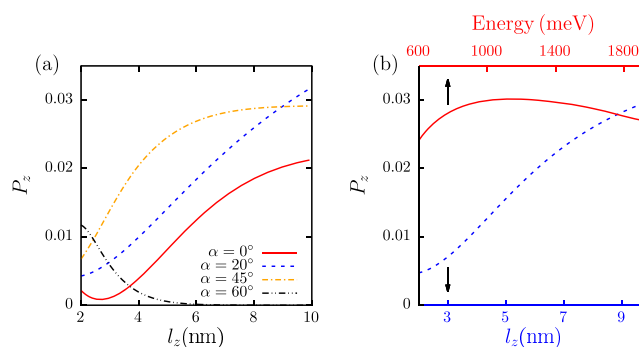 Energy (meV)
600 1000 1400 1800
(a)
(b)
0.03
0.02
0.01
0
P_z
α = 0°
α = 20°
α = 45°
α = 60°
2 4 6 8 10
l_z(nm)
0.03
0.02
0.01
0
P_z
3 5 7 9
l_z(nm)